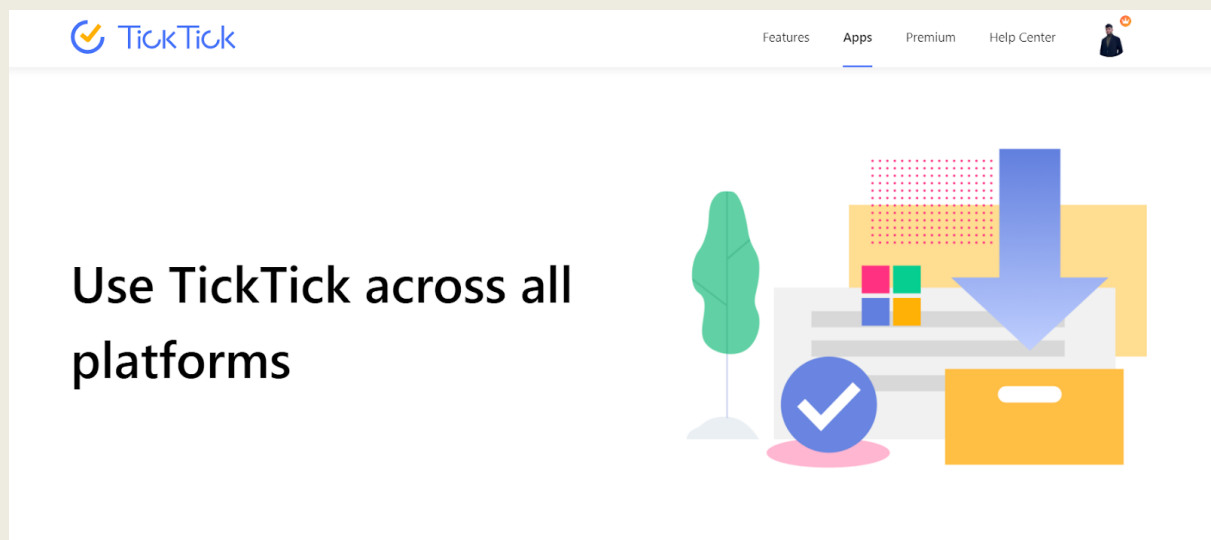 TickTick
Features Apps Premium Help Center
Use TickTick across all
platforms